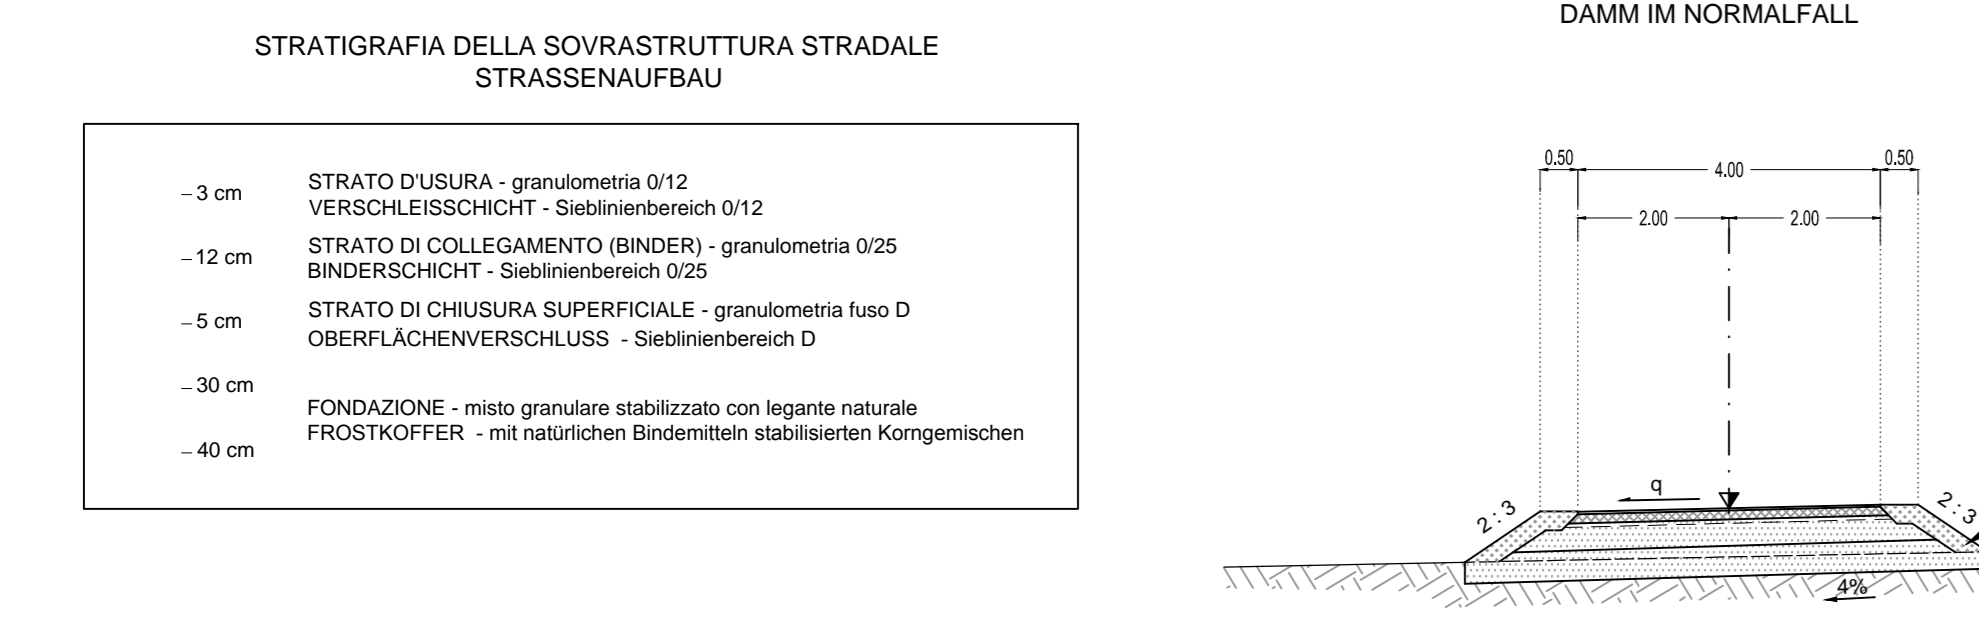 STRATIGRAFIA DELLA SOVRASTRUTTURA STRADALE
STRASSENAUFBAU
– 3 cm
STRATO D'USURA - granulometria 0/12
VERSCHLEISSCHICHT - Sieblinienbereich 0/12
– 12 cm
STRATO DI COLLEGAMENTO (BINDER) - granulometria 0/25
BINDERSCHICHT - Sieblinienbereich 0/25
– 5 cm
STRATO DI CHIUSURA SUPERFICIALE - granulometria fuso D
OBERFLÄCHENVERSCHLUSS - Sieblinienbereich D
– 30 cm
FONDAZIONE - misto granulare stabilizzato con legante naturale
FROSTKOFFER - mit natürlichen Bindemitteln stabilisierten Korngemischen
– 40 cm
DAMM IM NORMALFALL
0.50
4.00
0.50
2.00
2.00
q
2 : 3
2 : 3
4%